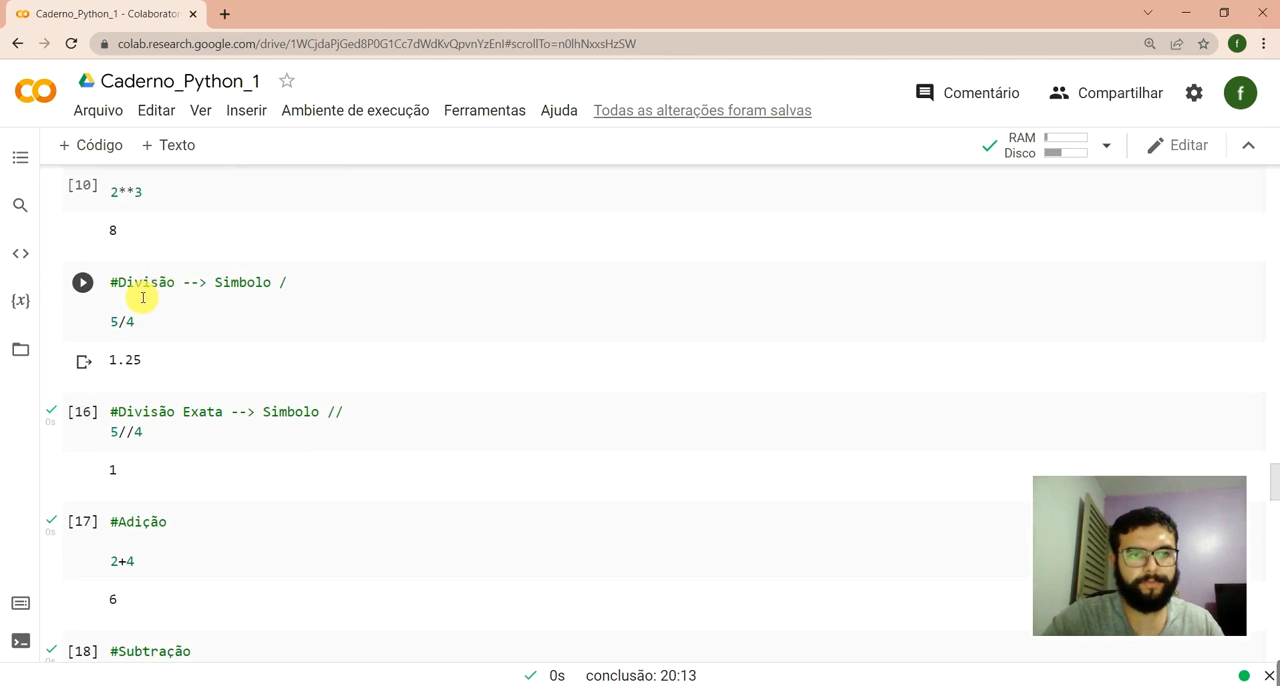 Caderno_Python_1 - Colaborator
colab.research.google.com/drive/1WCjdaPjGed8P0G1Cc7dWdKvQpvnYzEnI#scrollTo=n0lhNxxsHzSW
f
CO
Caderno_Python_1
Arquivo Editar Ver Inserir Ambiente de execução Ferramentas Ajuda Todas as alterações foram salvas
Comentário
Compartilhar
f
+ Código + Texto
RAM
Disco
Editar
[10] 2**3
8
#Divisão --> Simbolo /
5/4
1.25
[16] #Divisão Exata --> Simbolo //
0s
5//4
1
[17] #Adição
0s
2+4
6
[18] #Subtração
0s
{x}
0s conclusão: 20:13